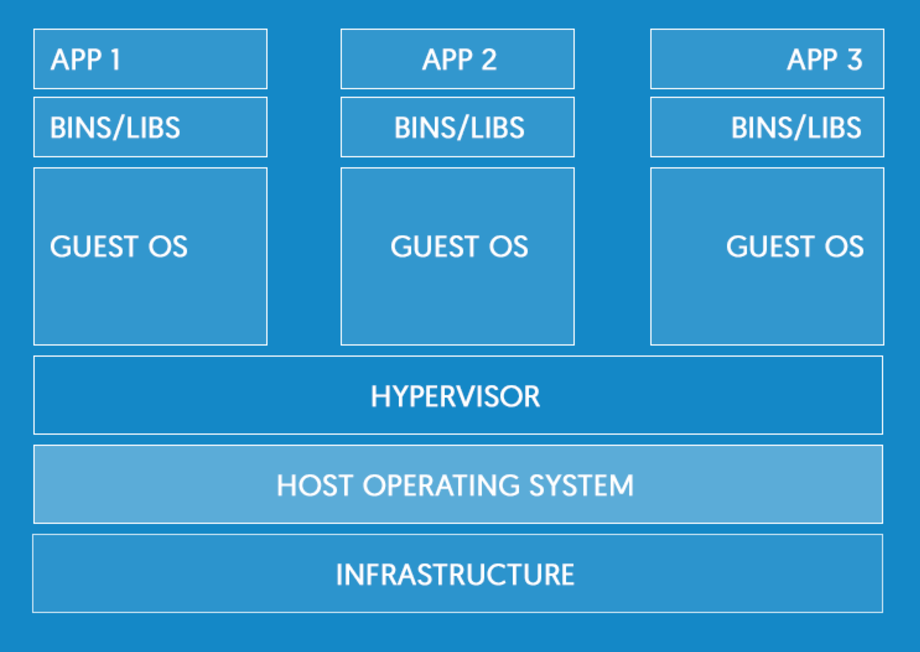 APP 1
APP 2
APP 3
BINS/LIBS
BINS/LIBS
BINS/LIBS
GUEST OS
GUEST OS
GUEST OS
HYPERVISOR
HOST OPERATING SYSTEM
INFRASTRUCTURE